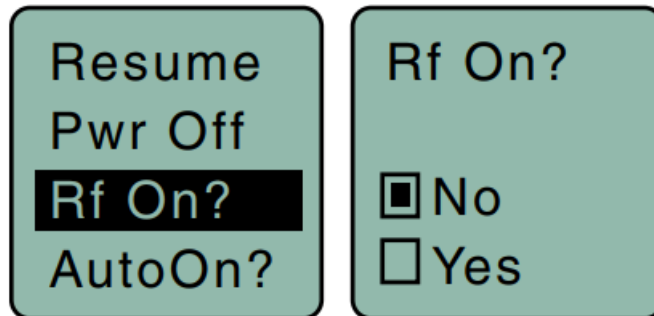 Resume
Pwr Off
Rf On?
AutoOn?
Rf On?
No
Yes